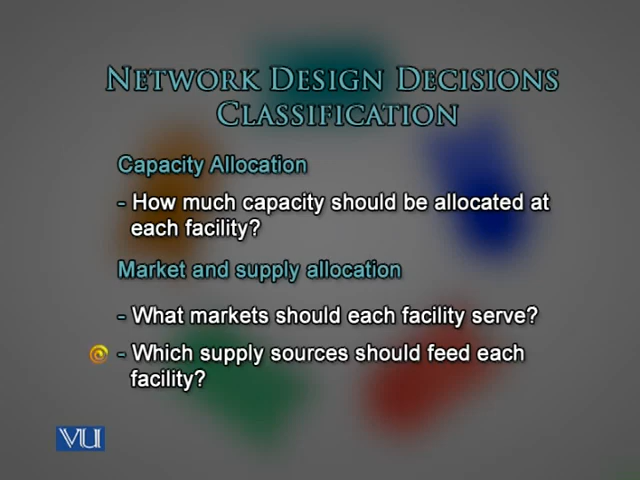 Network Design Decisions
Classification
Capacity Allocation
- How much capacity should be allocated at
each facility?
Market and supply allocation
- What markets should each facility serve?
- Which supply sources should feed each
facility?
VU